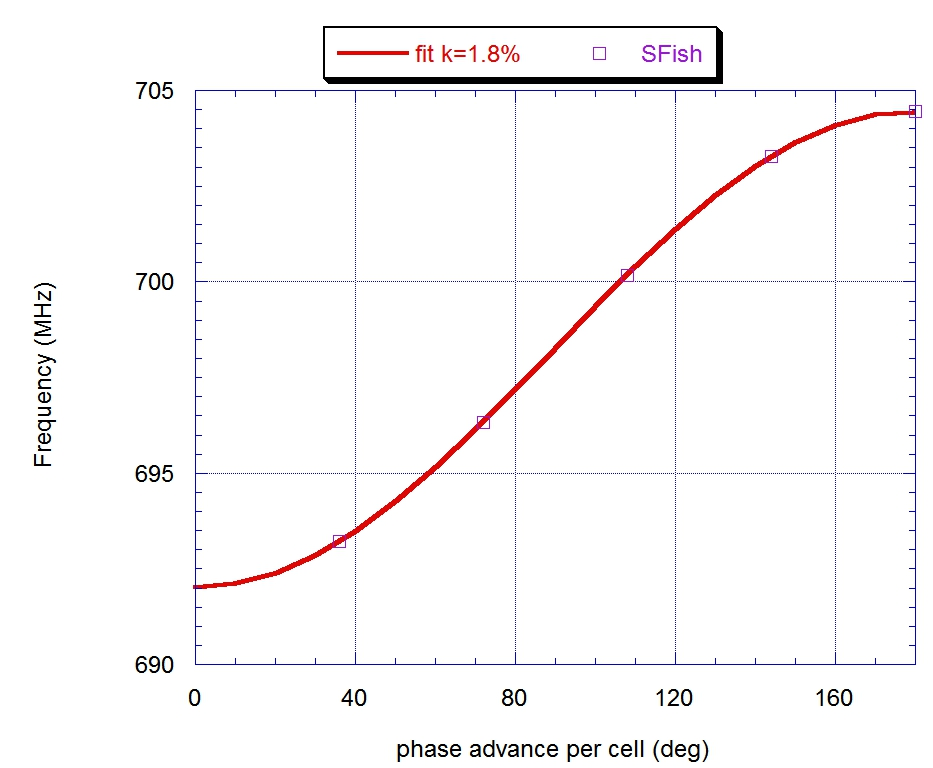 fit k=1.8% SFish
705
700
695
690
Frequency (MHz)
0 40 80 120 160
phase advance per cell (deg)